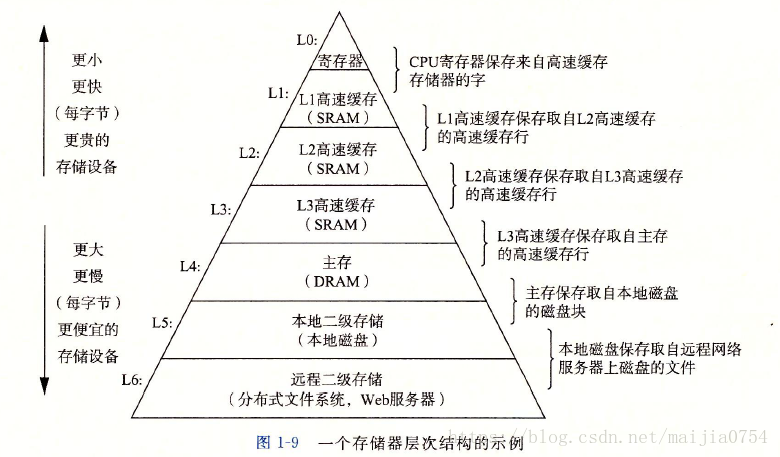 更小
更快
（每字节）
更贵的
存储设备
更大
更慢
（每字节）
更便宜的
存储设备
L0:
寄存器
CPU寄存器保存来自高速缓存
存储器的字
L1:
L1高速缓存
（SRAM）
L1高速缓存保存取自L2高速缓存
的高速缓存行
L2:
L2高速缓存
（SRAM）
L2高速缓存保存取自L3高速缓存
的高速缓存行
L3:
L3高速缓存
（SRAM）
L3高速缓存保存取自主存
的高速缓存行
L4:
主存
（DRAM）
主存保存取自本地磁盘
的磁盘块
L5:
本地二级存储
（本地磁盘）
本地磁盘保存取自远程网络
服务器上磁盘的文件
L6:
远程二级存储
（分布式文件系统，Web服务器）
图 1-9 一个存储器层次结构的示例
https://blog.csdn.net/maijia0754